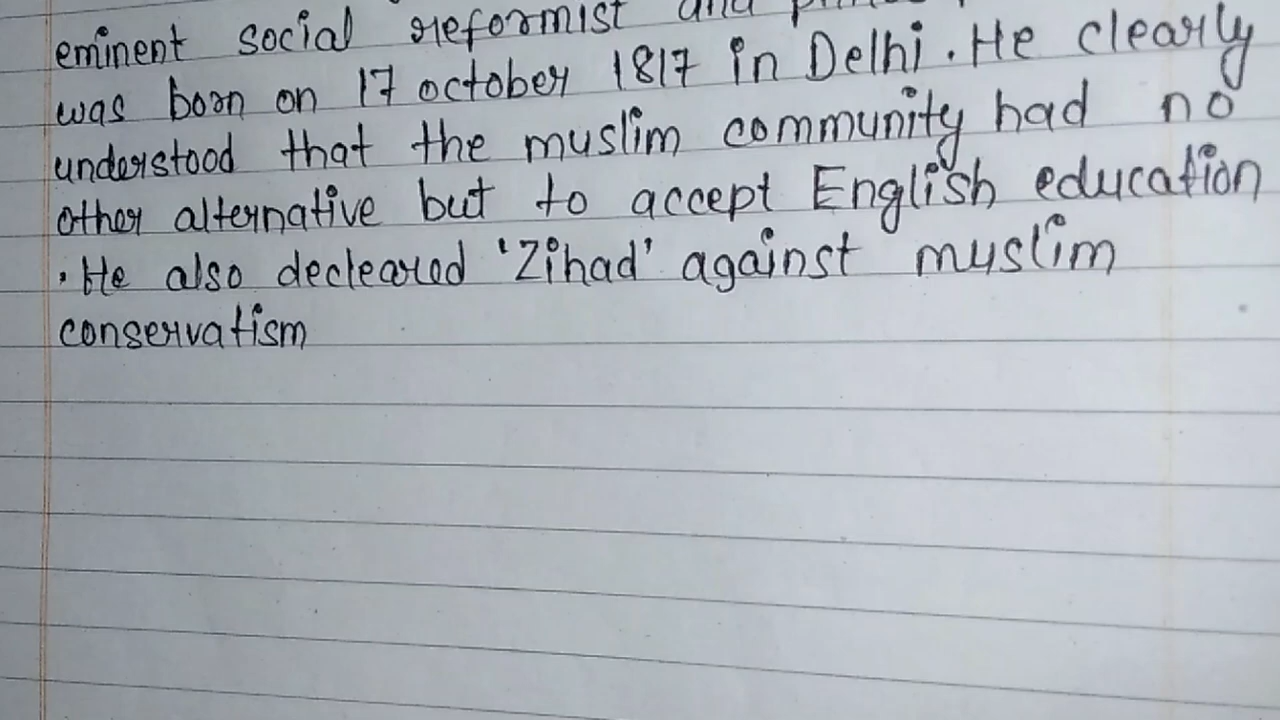 eminent social reformist and
was born on 17 october 1817 in Delhi. He clearly
understood that the muslim community had no
other alternative but to accept English education
. He also decleared 'Zihad' against muslim
conservatism